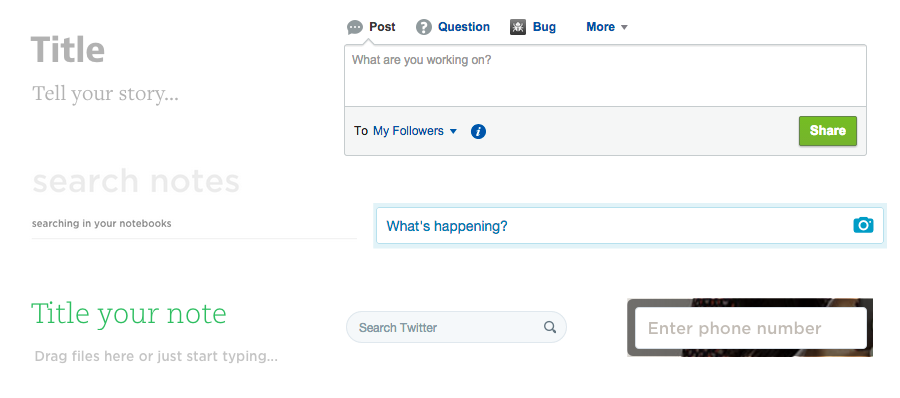 Title
Tell your story...
Post Question Bug More
What are you working on?
To My Followers
Share
search notes
searching in your notebooks
What's happening?
Title your note
Drag files here or just start typing...
Search Twitter
Enter phone number